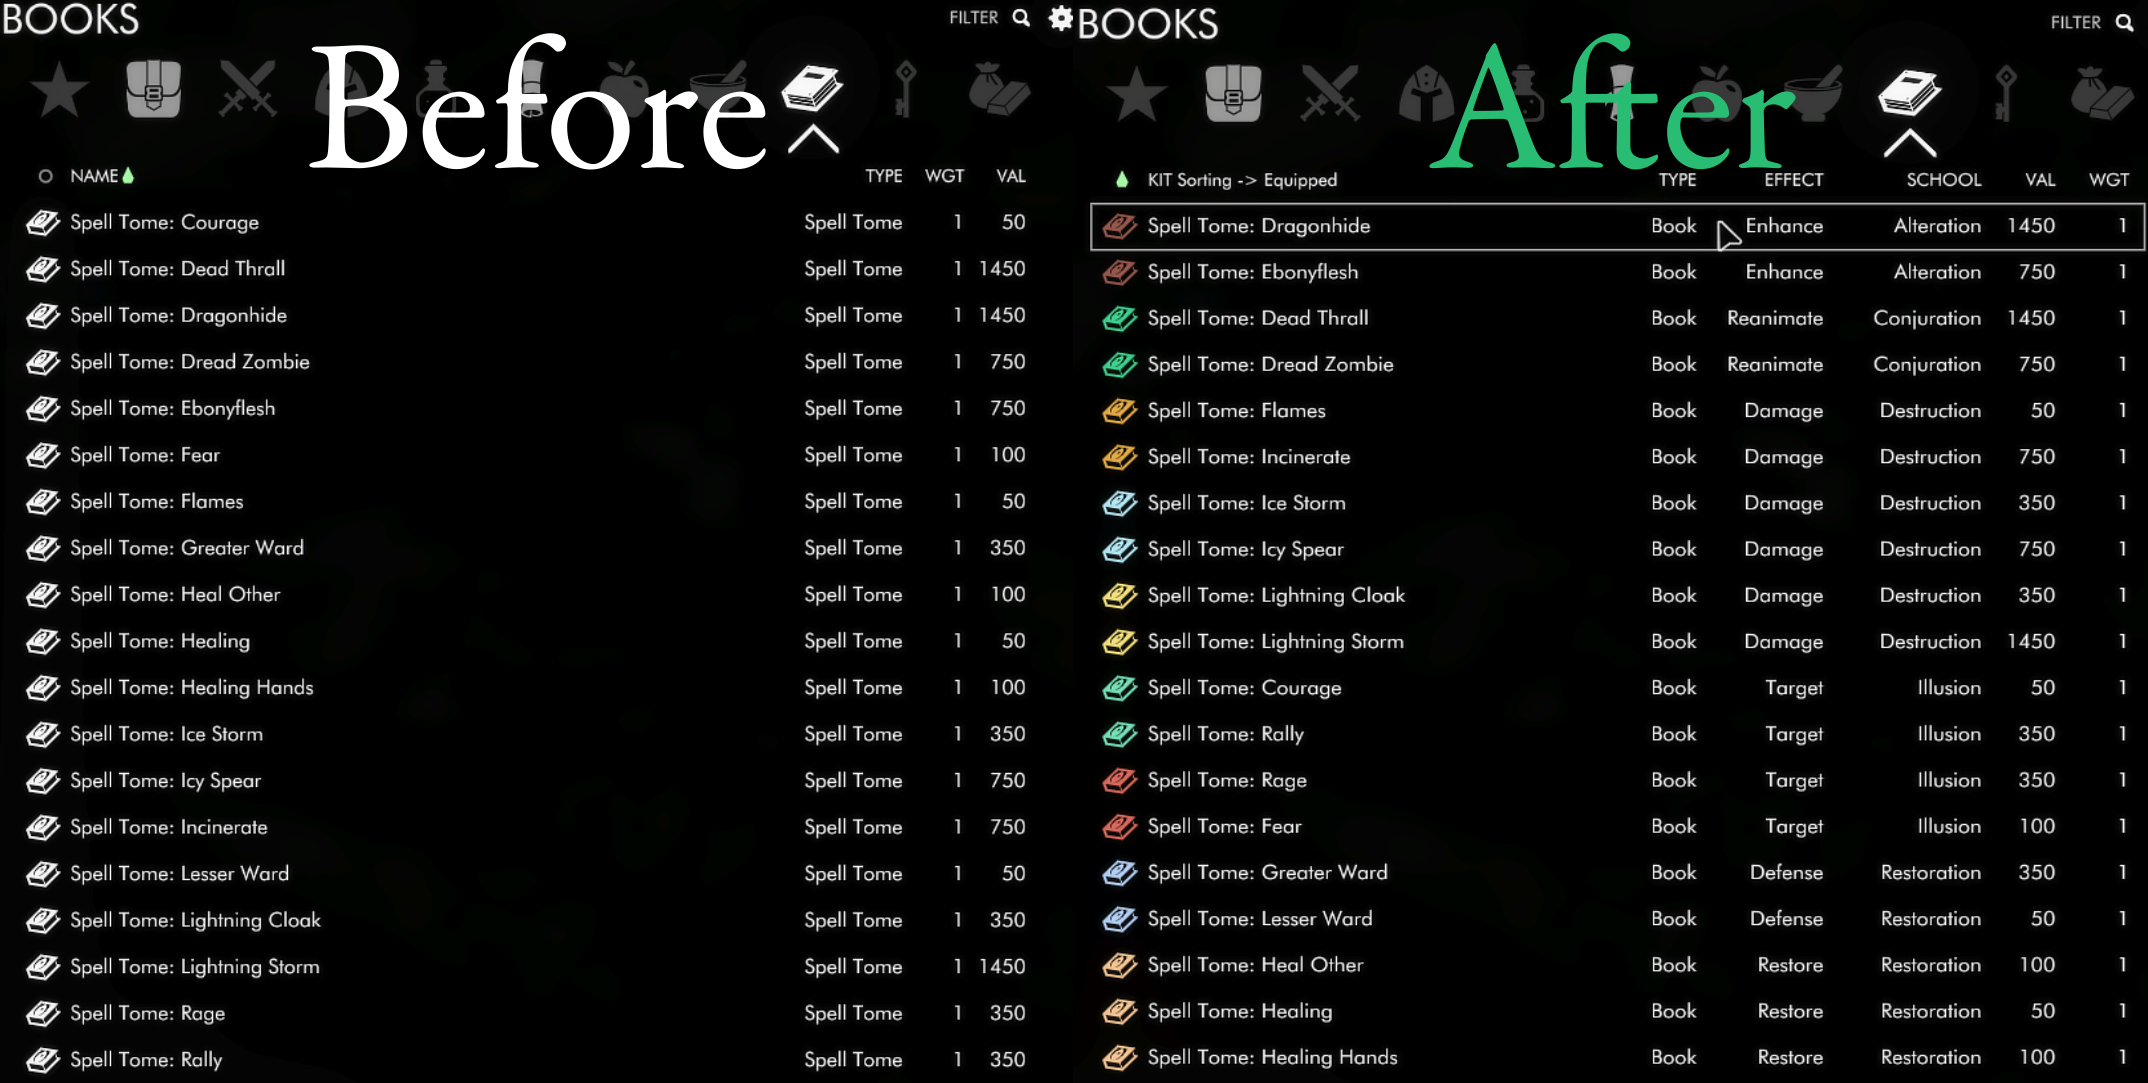 BOOKS
FILTER
Before
NAME TYPE WGT VAL
Spell Tome: Courage Spell Tome 1 50
Spell Tome: Dead Thrall Spell Tome 1 1450
Spell Tome: Dragonhide Spell Tome 1 1450
Spell Tome: Dread Zombie Spell Tome 1 750
Spell Tome: Ebonyflesh Spell Tome 1 750
Spell Tome: Fear Spell Tome 1 100
Spell Tome: Flames Spell Tome 1 50
Spell Tome: Greater Ward Spell Tome 1 350
Spell Tome: Heal Other Spell Tome 1 100
Spell Tome: Healing Spell Tome 1 50
Spell Tome: Healing Hands Spell Tome 1 100
Spell Tome: Ice Storm Spell Tome 1 350
Spell Tome: Icy Spear Spell Tome 1 750
Spell Tome: Incinerate Spell Tome 1 750
Spell Tome: Lesser Ward Spell Tome 1 50
Spell Tome: Lightning Cloak Spell Tome 1 350
Spell Tome: Lightning Storm Spell Tome 1 1450
Spell Tome: Rage Spell Tome 1 350
Spell Tome: Rally Spell Tome 1 350
BOOKS
FILTER
After
KIT Sorting -> Equipped TYPE EFFECT SCHOOL VAL WGT
Spell Tome: Dragonhide Book Enhance Alteration 1450 1
Spell Tome: Ebonyflesh Book Enhance Alteration 750 1
Spell Tome: Dead Thrall Book Reanimate Conjuration 1450 1
Spell Tome: Dread Zombie Book Reanimate Conjuration 750 1
Spell Tome: Flames Book Damage Destruction 50 1
Spell Tome: Incinerate Book Damage Destruction 750 1
Spell Tome: Ice Storm Book Damage Destruction 350 1
Spell Tome: Icy Spear Book Damage Destruction 750 1
Spell Tome: Lightning Cloak Book Damage Destruction 350 1
Spell Tome: Lightning Storm Book Damage Destruction 1450 1
Spell Tome: Courage Book Target Illusion 50 1
Spell Tome: Rally Book Target Illusion 350 1
Spell Tome: Rage Book Target Illusion 350 1
Spell Tome: Fear Book Target Illusion 100 1
Spell Tome: Greater Ward Book Defense Restoration 350 1
Spell Tome: Lesser Ward Book Defense Restoration 50 1
Spell Tome: Heal Other Book Restore Restoration 100 1
Spell Tome: Healing Book Restore Restoration 50 1
Spell Tome: Healing Hands Book Restore Restoration 100 1